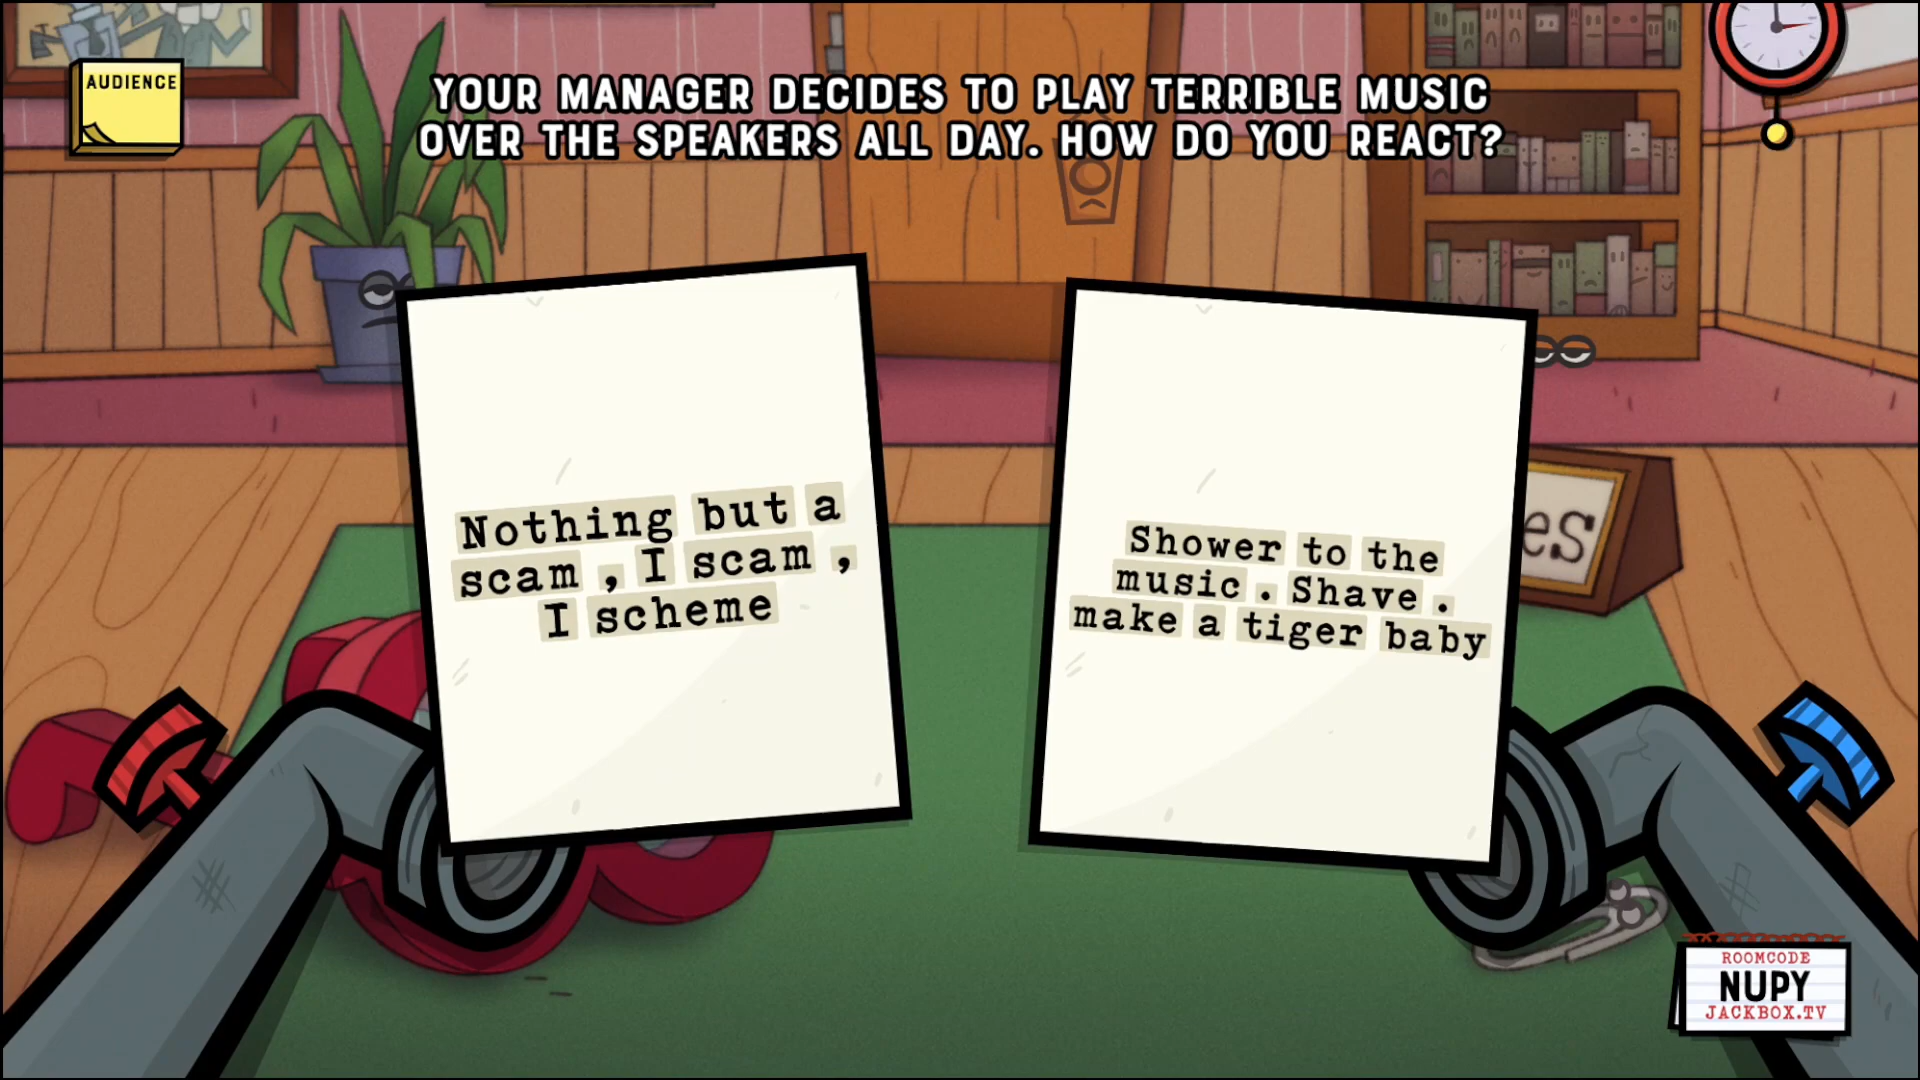 AUDIENCE
YOUR MANAGER DECIDES TO PLAY TERRIBLE MUSIC
OVER THE SPEAKERS ALL DAY. HOW DO YOU REACT?
Nothing but a
scam , I scam ,
I scheme
Shower to the
music . Shave .
make a tiger baby
es
ROOMCODE
NUPY
JACKBOX.TV